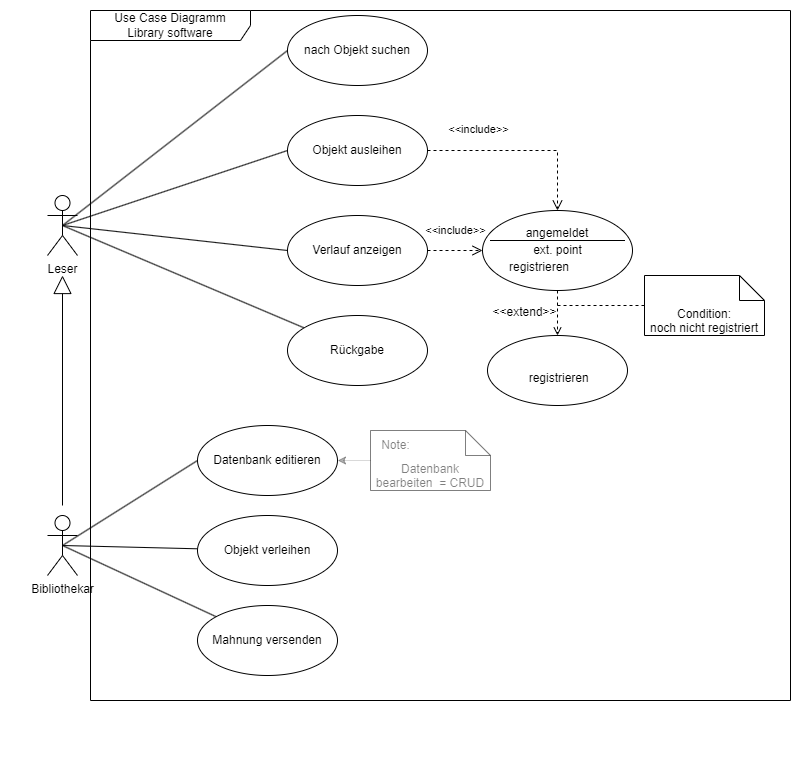 Use Case Diagramm
Library software
nach Objekt suchen
<<include>>
Objekt ausleihen
<<include>>
angemeldet
Verlauf anzeigen
ext. point
registrieren
Leser
<<extend>>
Condition:
noch nicht registriert
Rückgabe
registrieren
Note:
Datenbank editieren
Datenbank
bearbeiten = CRUD
Objekt verleihen
Bibliothekar
Mahnung versenden